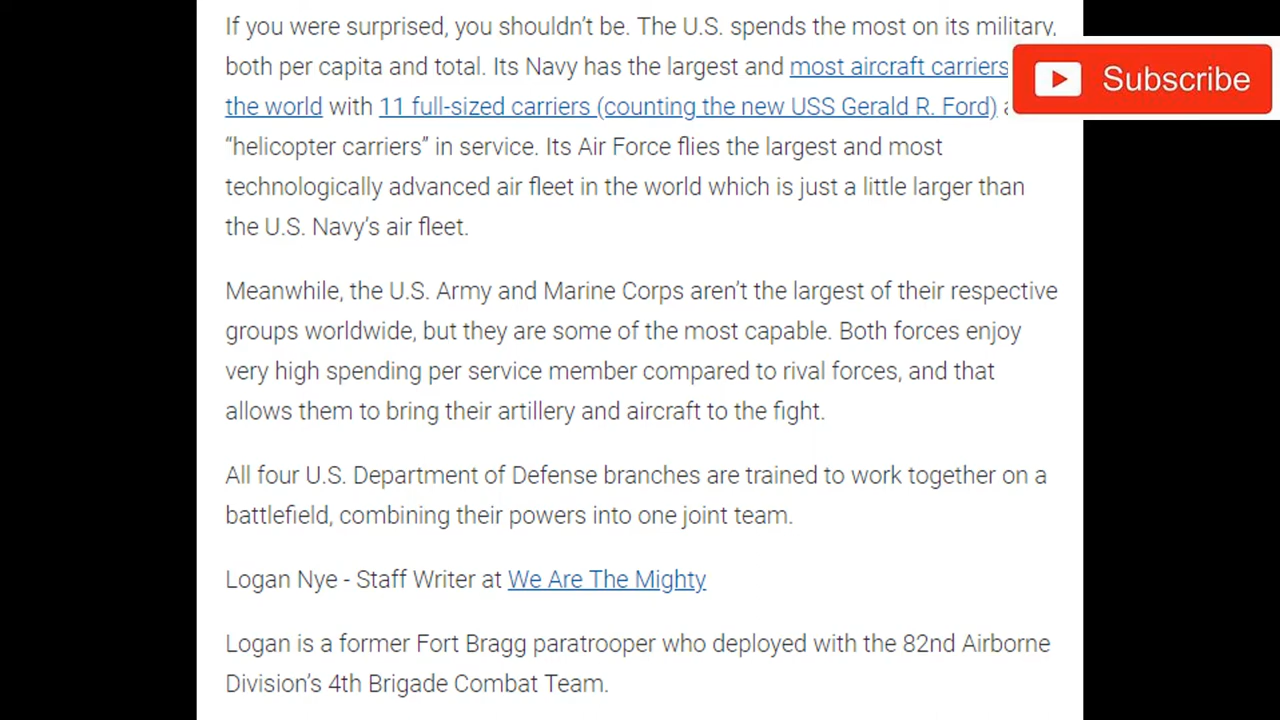 If you were surprised, you shouldn’t be. The U.S. spends the most on its military,
both per capita and total. Its Navy has the largest and most aircraft carriers
Subscribe
the world with 11 full-sized carriers (counting the new USS Gerald R. Ford)
“helicopter carriers” in service. Its Air Force flies the largest and most
technologically advanced air fleet in the world which is just a little larger than
the U.S. Navy’s air fleet.
Meanwhile, the U.S. Army and Marine Corps aren’t the largest of their respective
groups worldwide, but they are some of the most capable. Both forces enjoy
very high spending per service member compared to rival forces, and that
allows them to bring their artillery and aircraft to the fight.
All four U.S. Department of Defense branches are trained to work together on a
battlefield, combining their powers into one joint team.
Logan Nye - Staff Writer at We Are The Mighty
Logan is a former Fort Bragg paratrooper who deployed with the 82nd Airborne
Division’s 4th Brigade Combat Team.